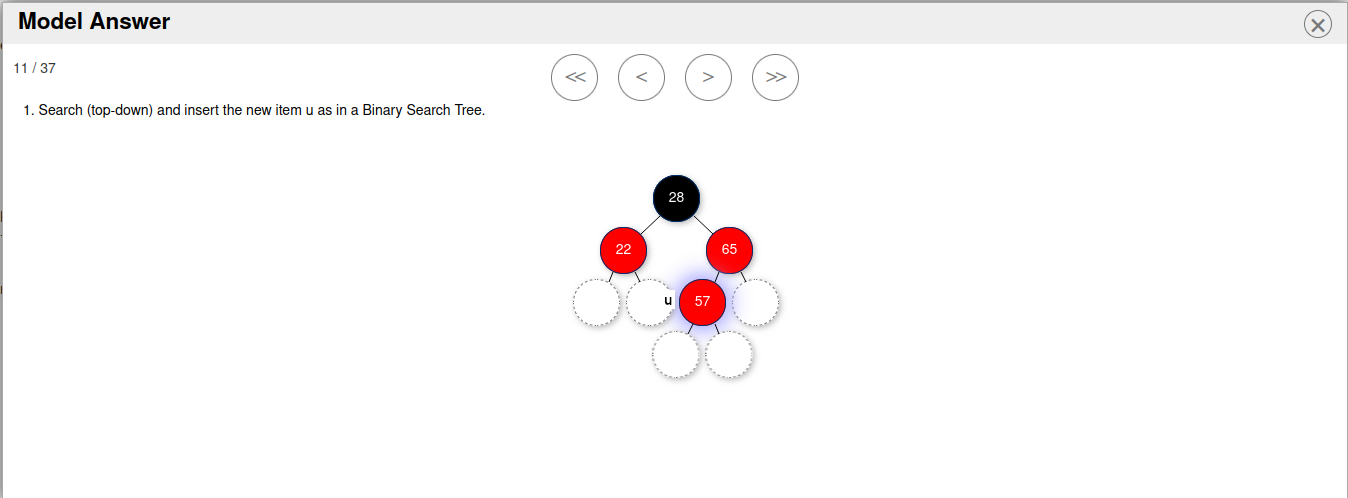 Model Answer
11 / 37
<< < > >>
1. Search (top-down) and insert the new item u as in a Binary Search Tree.
28
22 65
u 57